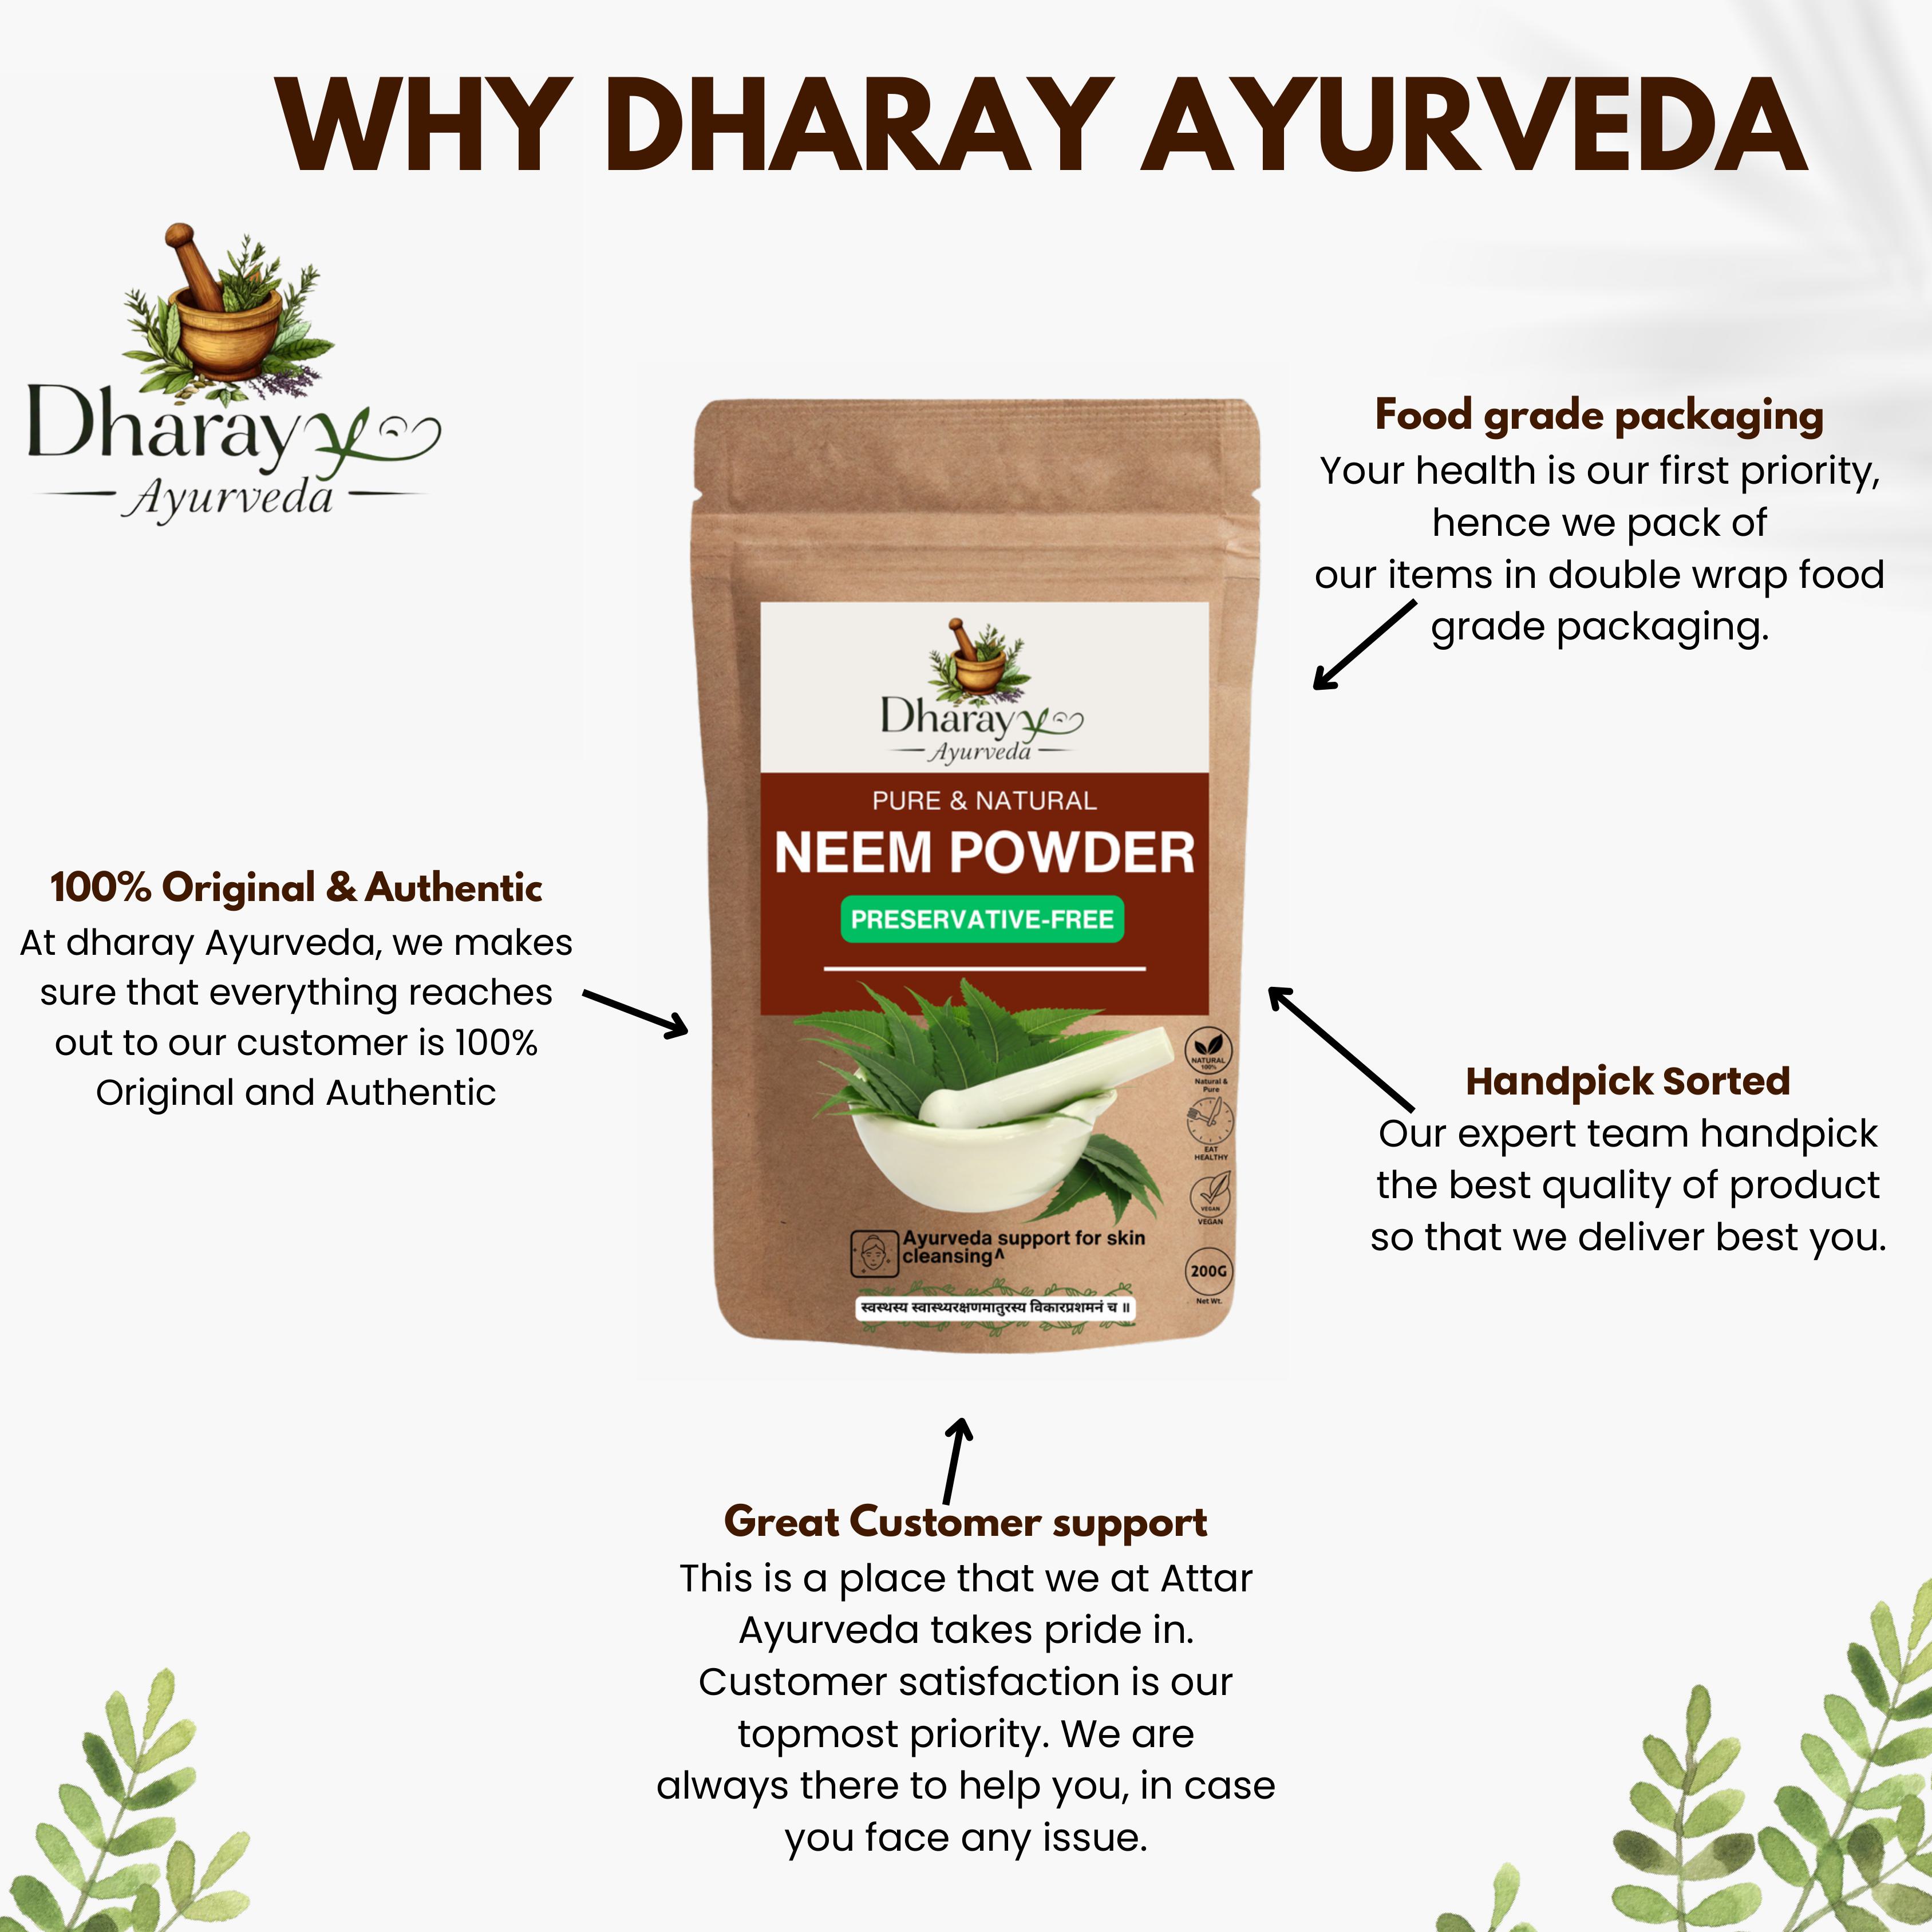 WHY DHARAY AYURVEDA
Dharay
Ayurveda
Food grade packaging
Your health is our first priority,
hence we pack of
our items in double wrap food
grade packaging.
Dharay
Ayurveda
PURE & NATURAL
NEEM POWDER
PRESERVATIVE-FREE
100% Original & Authentic
At dharay Ayurveda, we makes
sure that everything reaches
out to our customer is 100%
Original and Authentic
NATURAL
100%
Natural &
Pure
EAT
HEALTHY
VEGAN
VEGAN
Ayurveda support for skin
cleansing^
200G
Net Wt.
स्वस्थस्य स्वास्थ्यरक्षणमातुरस्य विकारप्रशमनं च ॥
Handpick Sorted
Our expert team handpick
the best quality of product
so that we deliver best you.
Great Customer support
This is a place that we at Attar
Ayurveda takes pride in.
Customer satisfaction is our
topmost priority. We are
always there to help you, in case
you face any issue.